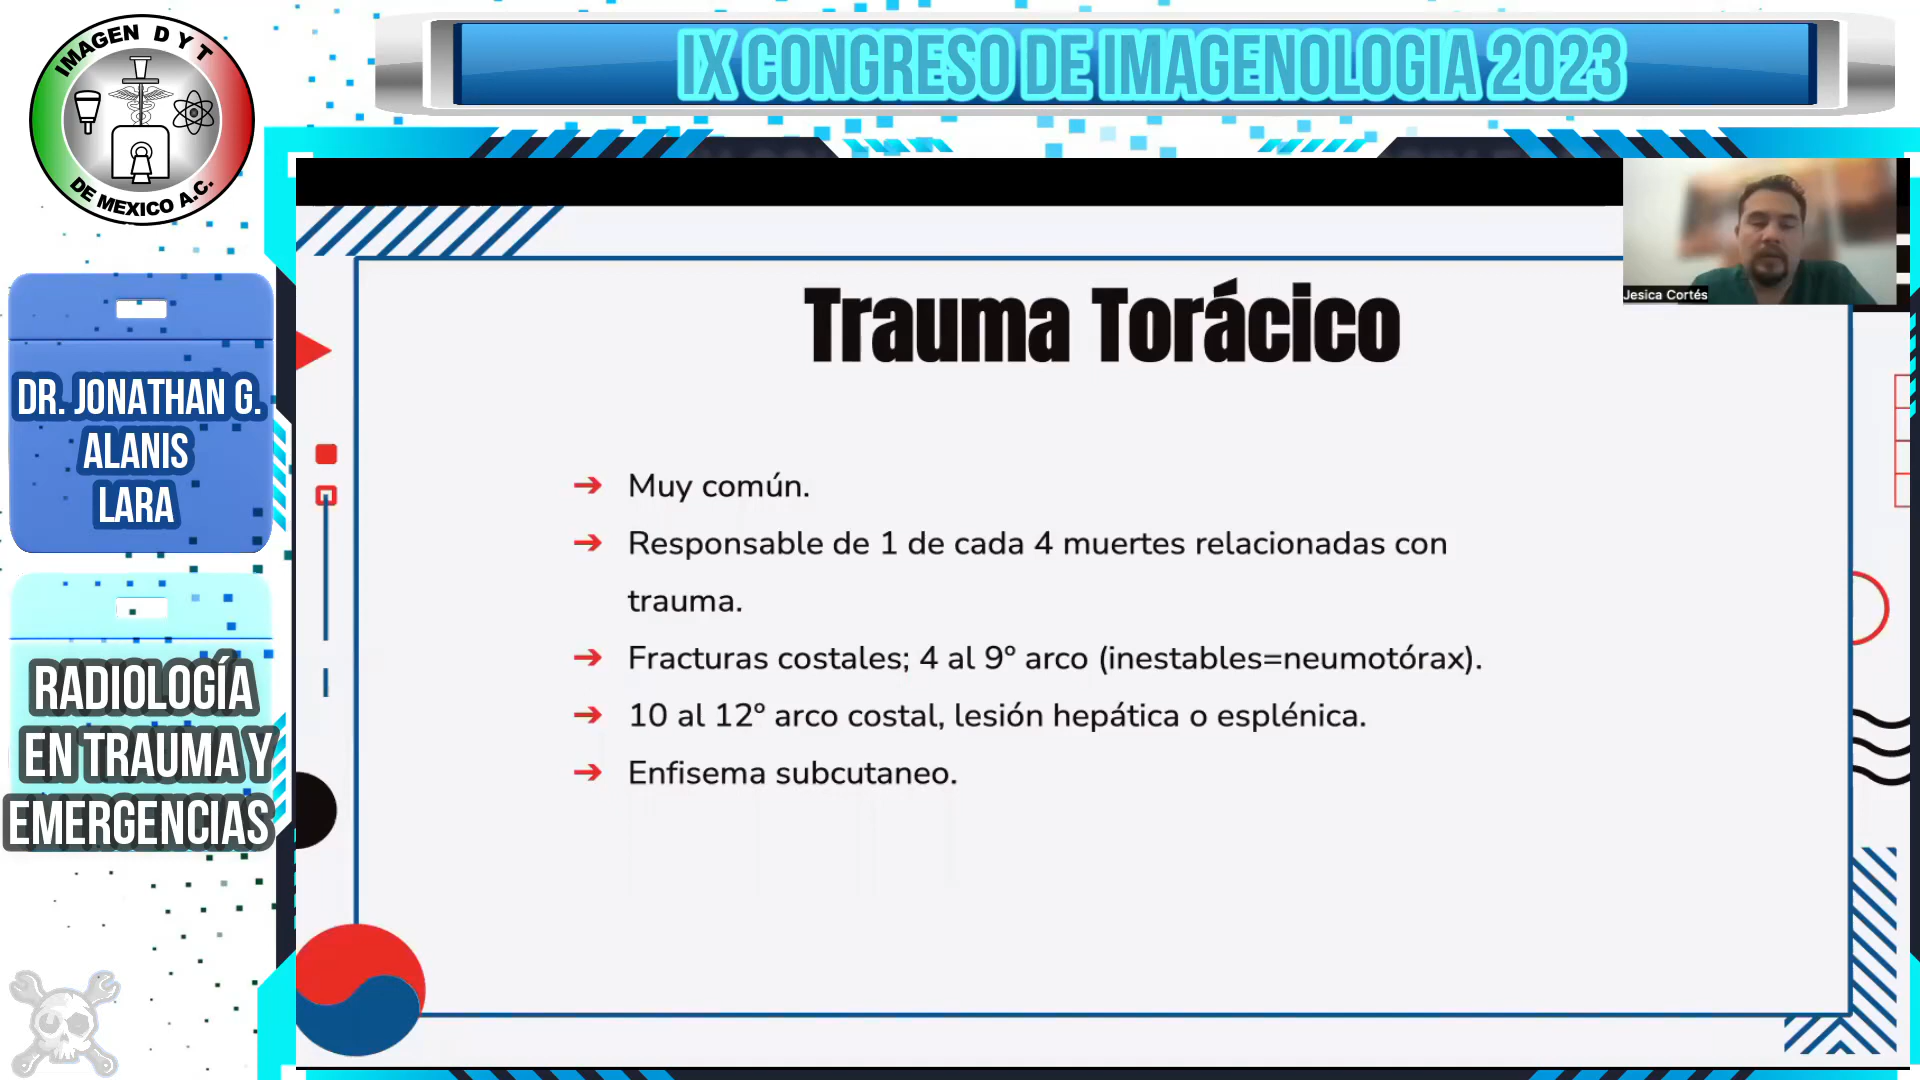 IMAGEN D Y T
DE MEXICO A.C.
IX CONGRESO DE IMAGENOLOGIA 2023
DR. JONATHAN G.
ALANIS
LARA
RADIOLOGÍA
EN TRAUMA Y
EMERGENCIAS
Jesica Cortés
Trauma Torácico
➔ Muy común.
➔ Responsable de 1 de cada 4 muertes relacionadas con
trauma.
➔ Fracturas costales; 4 al 9º arco (inestables=neumotórax).
➔ 10 al 12º arco costal, lesión hepática o esplénica.
➔ Enfisema subcutaneo.